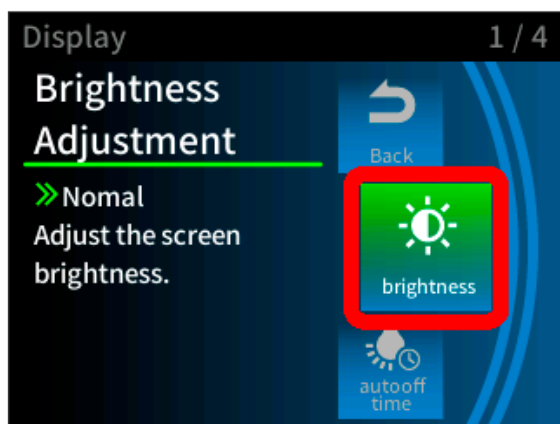 Display
1 / 4
Brightness
Adjustment
Nomal
Adjust the screen
brightness.
Back
brightness
autooff
time